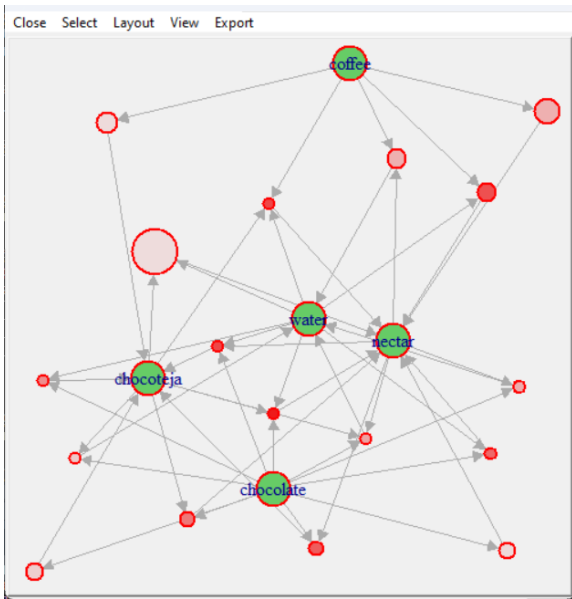 Close Select Layout View Export
coffee
water
nectar
chocoteja
chocolate